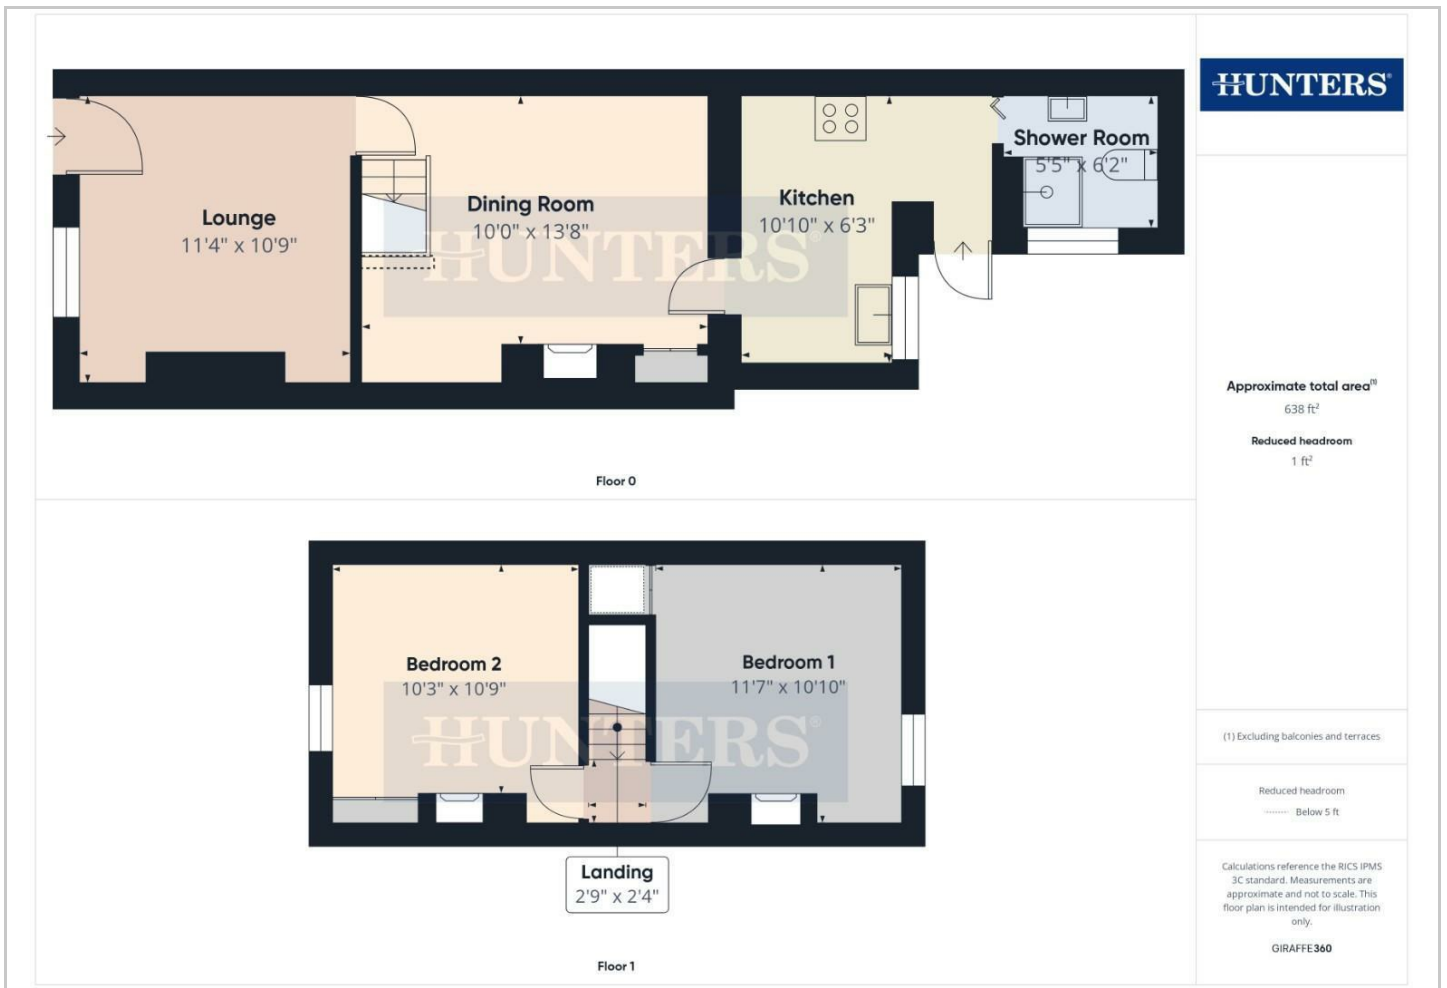 HUNTERS®
Lounge
11'4" x 10'9"
Dining Room
10'0" x 13'8"
Kitchen
10'10" x 6'3"
Shower Room
5'5" x 6'2"
HUNTERS®
Floor 0
Approximate total area(1)
638 ft²
Reduced headroom
1 ft²
Bedroom 2
10'3" x 10'9"
Bedroom 1
11'7" x 10'10"
HUNTERS®
Landing
2'9" x 2'4"
Floor 1
(1) Excluding balconies and terraces
Reduced headroom
Below 5 ft
Calculations reference the RICS IPMS
3C standard. Measurements are
approximate and not to scale. This
floor plan is intended for illustration
only.
GIRAFFE360